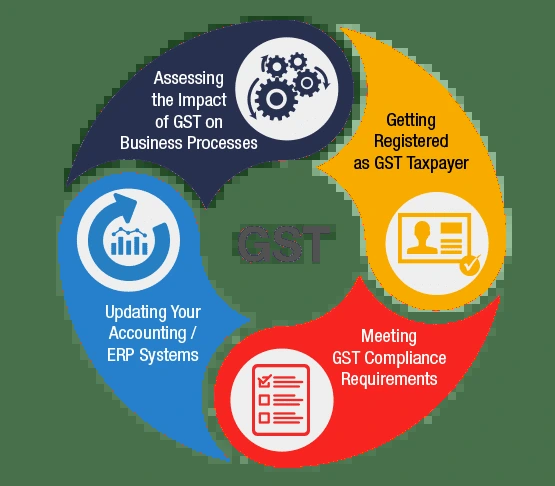 Assessing
the Impact
of GST on
Business Processes
Getting
Registered
as GST Taxpayer
GST
Updating Your
Accounting /
ERP Systems
Meeting
GST Compliance
Requirements